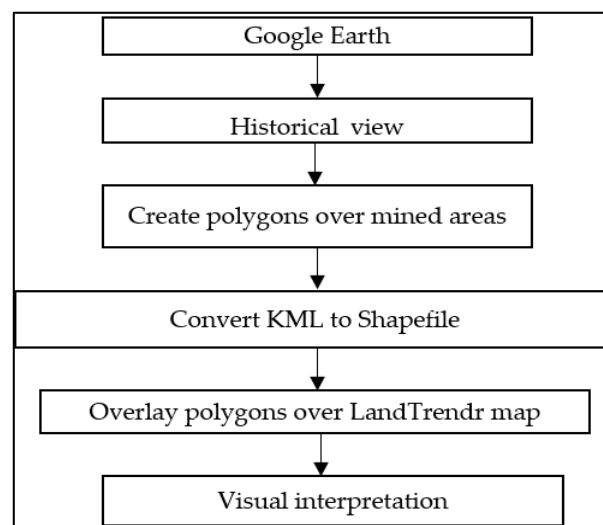 Google Earth
Historical view
Create polygons over mined areas
Convert KML to Shapefile
Overlay polygons over LandTrendr map
Visual interpretation